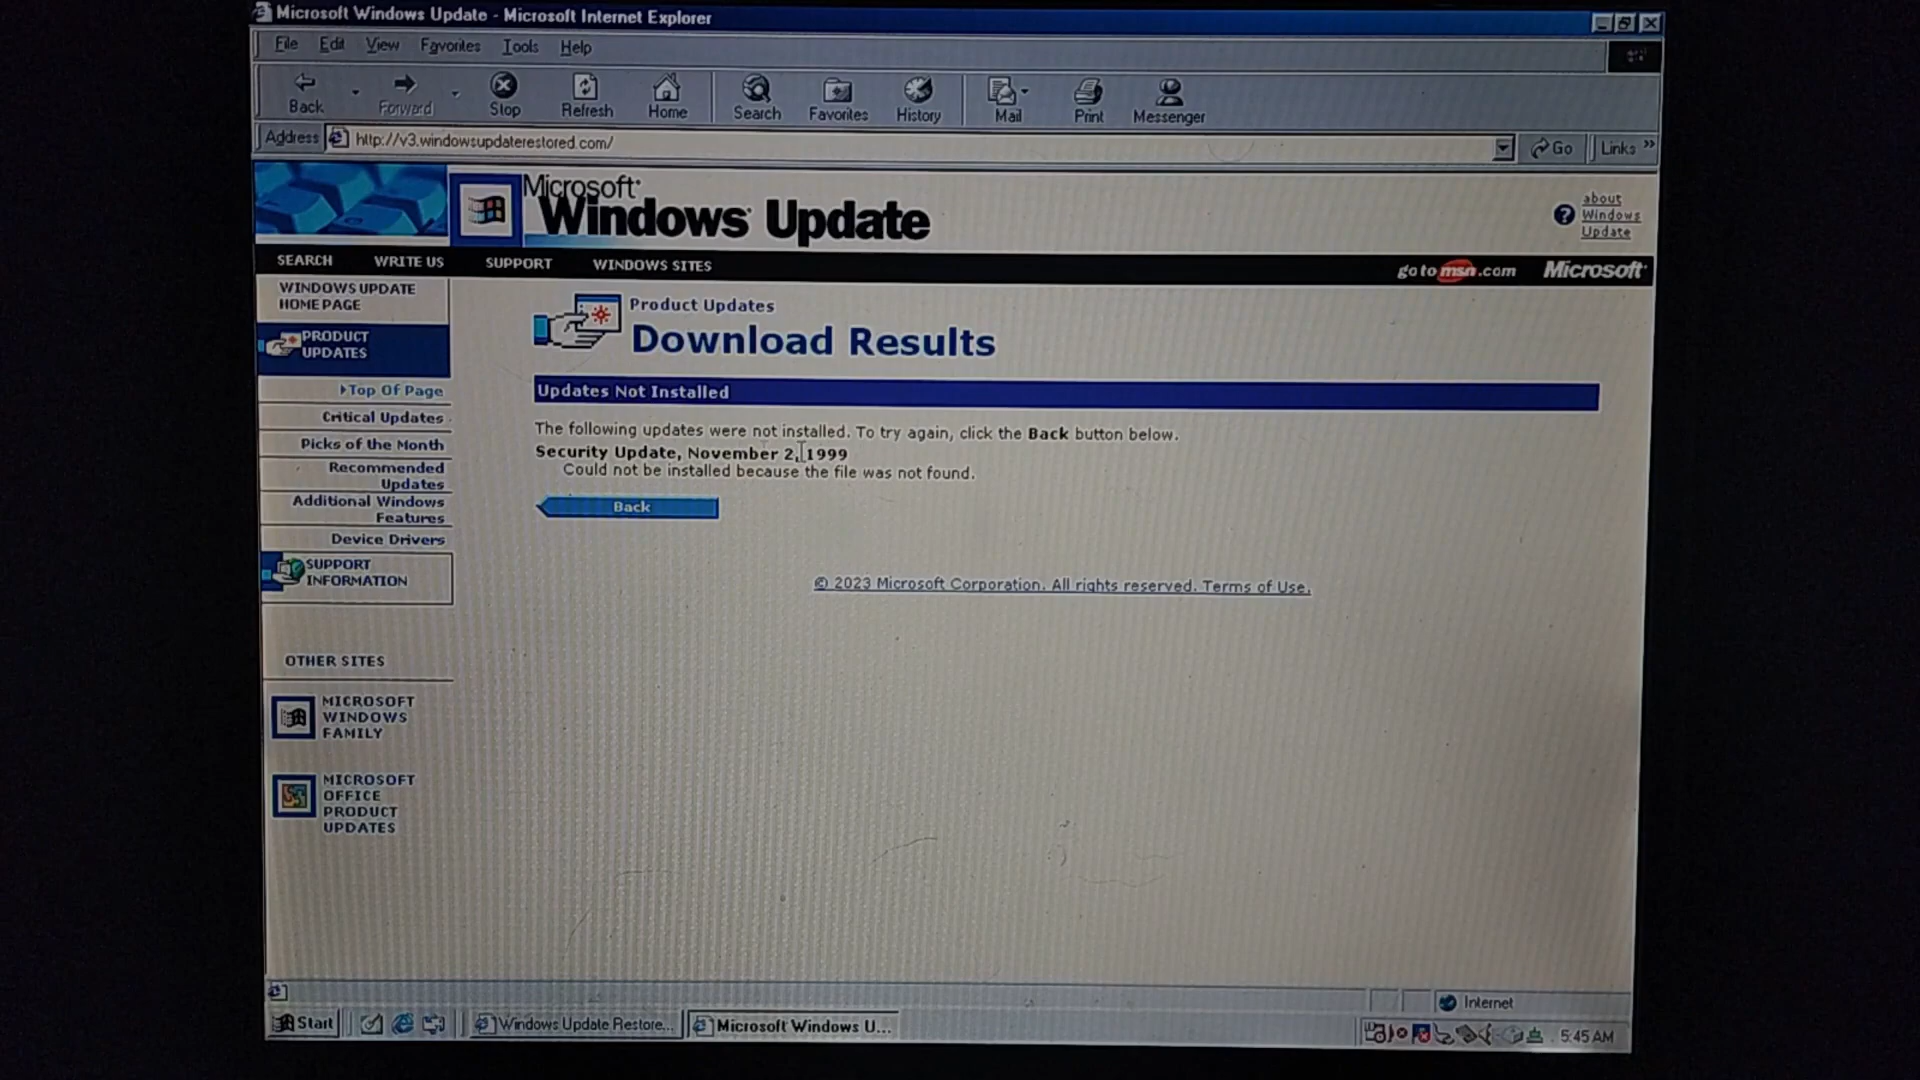 Microsoft Windows Update - Microsoft Internet Explorer
File Edit View Favorites Tools Help
Back Forward Stop Refresh Home Search Favorites History Mail Print Messenger
Address http://v3.windowsupdaterestored.com/ Go Links »
Microsoft
Windows Update
about
Windows
Update
SEARCH WRITE US SUPPORT WINDOWS SITES go to msn.com Microsoft
WINDOWS UPDATE
HOME PAGE
PRODUCT
UPDATES
Top Of Page
Critical Updates
Picks of the Month
Recommended
Updates
Additional Windows
Features
Device Drivers
SUPPORT
INFORMATION
OTHER SITES
MICROSOFT
WINDOWS
FAMILY
MICROSOFT
OFFICE
PRODUCT
UPDATES
Product Updates
Download Results
Updates Not Installed
The following updates were not installed. To try again, click the Back button below.
Security Update, November 2, 1999
Could not be installed because the file was not found.
Back
© 2023 Microsoft Corporation. All rights reserved. Terms of Use.
Internet
Start Windows Update Restore... Microsoft Windows U... 5:45 AM